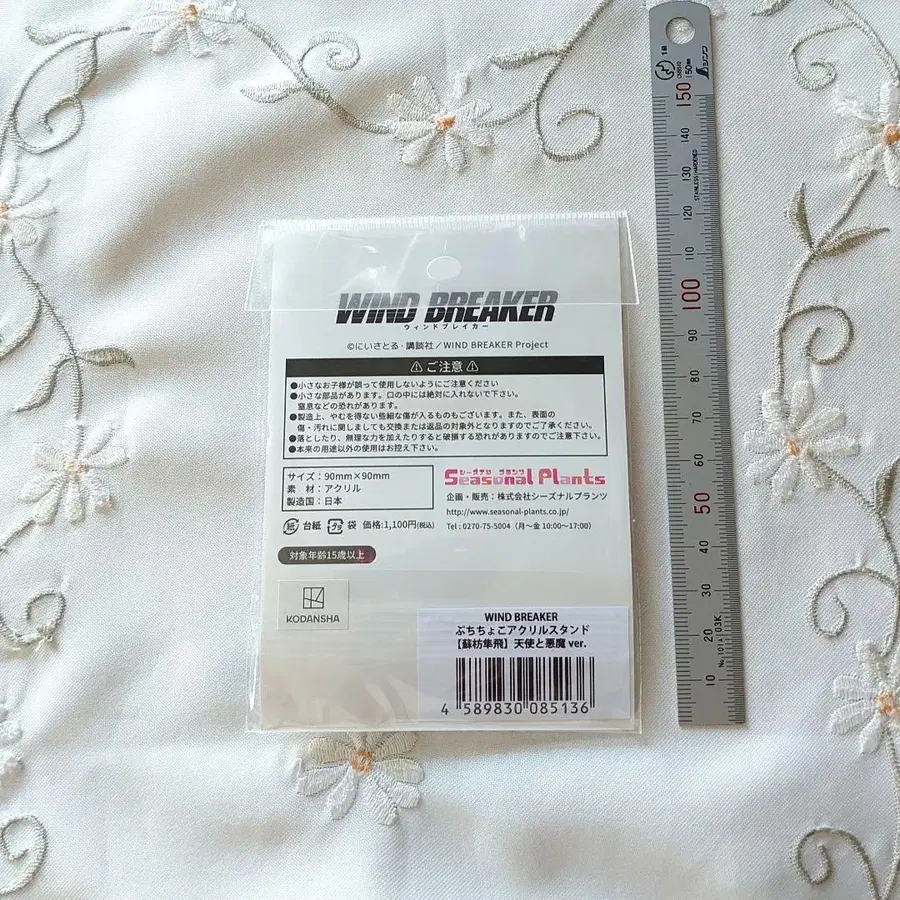 WIND BREAKER
ウィンドブレイカー
©にいさとる・講談社／WIND BREAKER Project
ご注意
●小さなお子様が誤って使用しないようにご注意ください
●小さな部品があります。口の中には絶対に入れないで下さい。
窒息などの恐れがあります。
●製造上、やむを得ない些細な傷が入るものもございます。また、表面の
傷・汚れに関しましても交換または返品の対象外となりますのでご了承ください。
●落としたり、無理な力を加えたりすると破損する恐れがありますのでご注意下さい。
●本来の用途以外の使用はお控え下さい。
サイズ：90mm×90mm
素　材：アクリル
製造国：日本
紙 台紙 プラ 袋 価格:1,100円(税込)
対象年齢15歳以上
シーズナル プランツ
Seasonal Plants
企画・販売：株式会社シーズナルプランツ
http://www.seasonal-plants.co.jp/
Tel : 0270-75-5004（月〜金 10:00〜17:00）
KODANSHA
WIND BREAKER
ぷちちょこアクリルスタンド
【蘇枋隼飛】天使と悪魔 ver.
4 589830 085136
1級
150㎜
シンワ
STAINLESS HARDENED
150
140
130
120
110
100
90
80
70
60
50
40
30
20
10